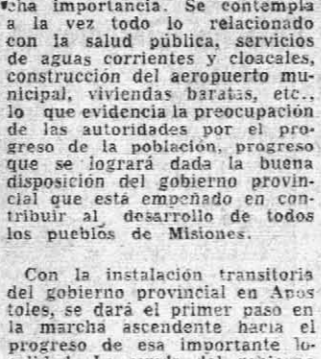 cha importancia. Se contempla
a la vez todo lo relacionado
con la salud pública, servicios
de aguas corrientes y cloacales,
construcción del aeropuerto mu-
nicipal, viviendas baratas, etc.,
lo que evidencia la preocupación
de las autoridades por el pro-
greso de la población, progreso
que se logrará dada la buena
disposición del gobierno provin-
cial que está empeñado en con-
tribuir al desarrollo de todos
los pueblos de Misiones.
Con la instalación transitoria
del gobierno provincial en Apos
toles, se dará el primer paso en
la marcha ascendente hacia el
progreso de esa importante lo-